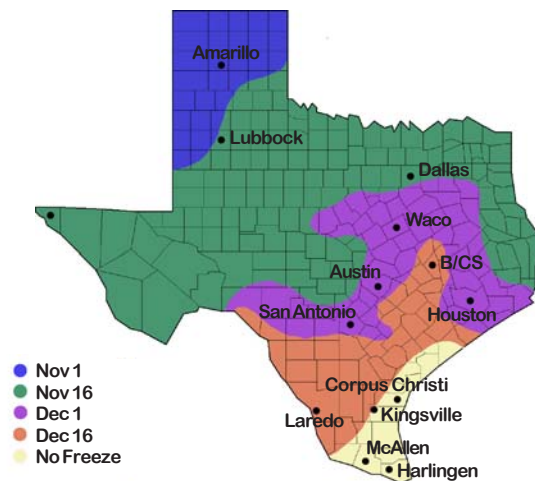 Amarillo
Lubbock
Dallas
Waco
B/CS
Austin
San Antonio
Houston
Nov 1
Nov 16
Dec 1
Dec 16
No Freeze
Corpus Christi
Laredo
Kingsville
McAllen
Harlingen